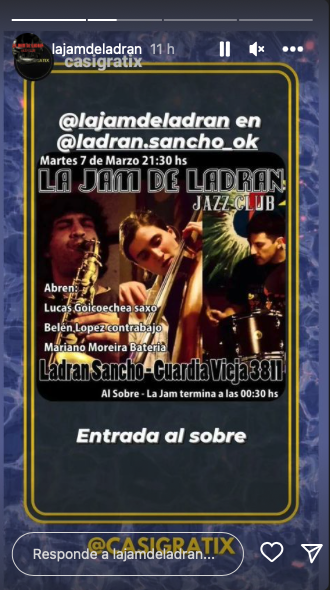 lajamdeladran 11 h
casigratix
@lajamdeladran en
@ladran.sancho_ok
Martes 7 de Marzo 21:30 hs
LA JAM DE LADRAN
JAZZ CLUB
Abren:
Lucas Goicoechea saxo
Belén Lopez contrabajo
Mariano Moreira Batería
Ladran Sancho - Guardia Vieja 3811
Al Sobre - La Jam termina a las 00:30 hs
Entrada al sobre
@CASIGRATIX
Responde a lajamdeladran...